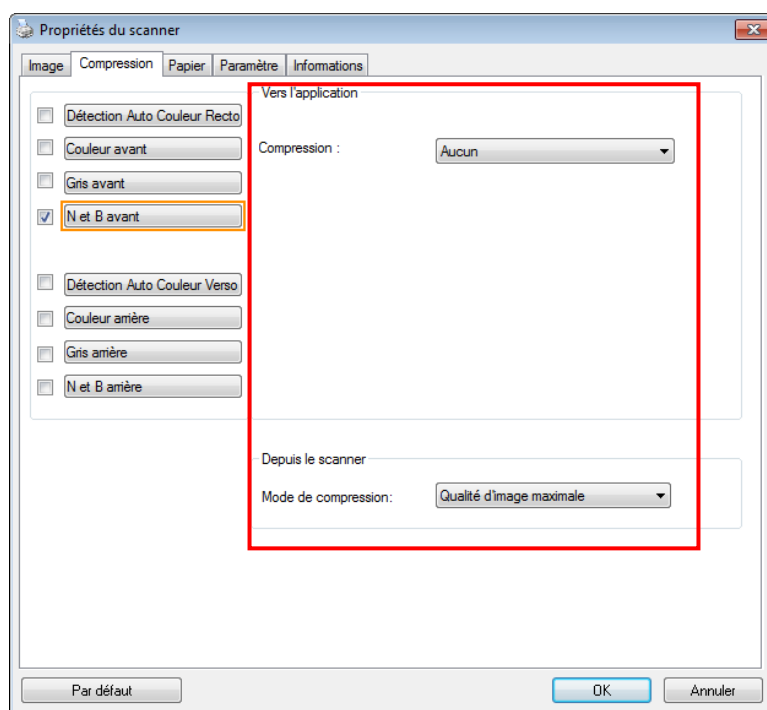 Propriétés du scanner
Image Compression Papier Paramètre Informations
Vers l'application
Détection Auto Couleur Recto
Couleur avant
Compression : Aucun
Gris avant
N et B avant
Détection Auto Couleur Verso
Couleur arrière
Gris arrière
N et B arrière
Depuis le scanner
Mode de compression: Qualité d'image maximale
Par défaut OK Annuler